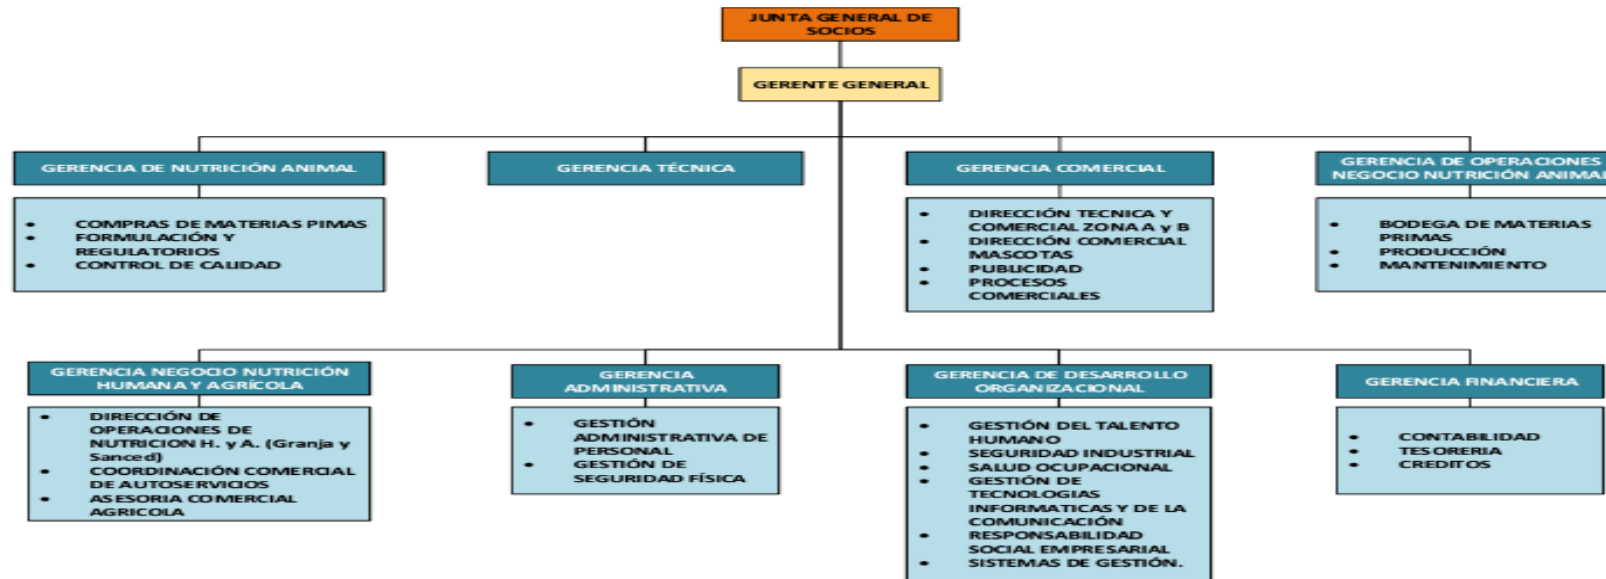 JUNTA GENERAL DE
SOCIOS
GERENTE GENERAL
GERENCIA DE NUTRICIÓN ANIMAL
• COMPRAS DE MATERIAS PIMAS
• FORMULACIÓN Y
REGULATORIOS
• CONTROL DE CALIDAD
GERENCIA TÉCNICA
GERENCIA COMERCIAL
• DIRECCIÓN TECNICA Y
COMERCIAL ZONA A y B
• DIRECCIÓN COMERCIAL
MASCOTAS
• PUBLICIDAD
• PROCESOS
COMERCIALES
GERENCIA DE OPERACIONES
NEGOCIO NUTRICIÓN ANIMAL
• BODEGA DE MATERIAS
PRIMAS
• PRODUCCIÓN
• MANTENIMIENTO
GERENCIA NEGOCIO NUTRICIÓN
HUMANA Y AGRÍCOLA
• DIRECCIÓN DE
OPERACIONES DE
NUTRICION H. y A. (Granja y
Sanced)
• COORDINACIÓN COMERCIAL
DE AUTOSERVICIOS
• ASESORIA COMERCIAL
AGRICOLA
GERENCIA
ADMINISTRATIVA
• GESTIÓN
ADMINISTRATIVA DE
PERSONAL
• GESTIÓN DE
SEGURIDAD FÍSICA
GERENCIA DE DESARROLLO
ORGANIZACIONAL
• GESTIÓN DEL TALENTO
HUMANO
• SEGURIDAD INDUSTRIAL
• SALUD OCUPACIONAL
• GESTIÓN DE
TECNOLOGIAS
INFORMATICAS Y DE LA
COMUNICACIÓN
• RESPONSABILIDAD
SOCIAL EMPRESARIAL
• SISTEMAS DE GESTIÓN.
GERENCIA FINANCIERA
• CONTABILIDAD
• TESORERIA
• CREDITOS